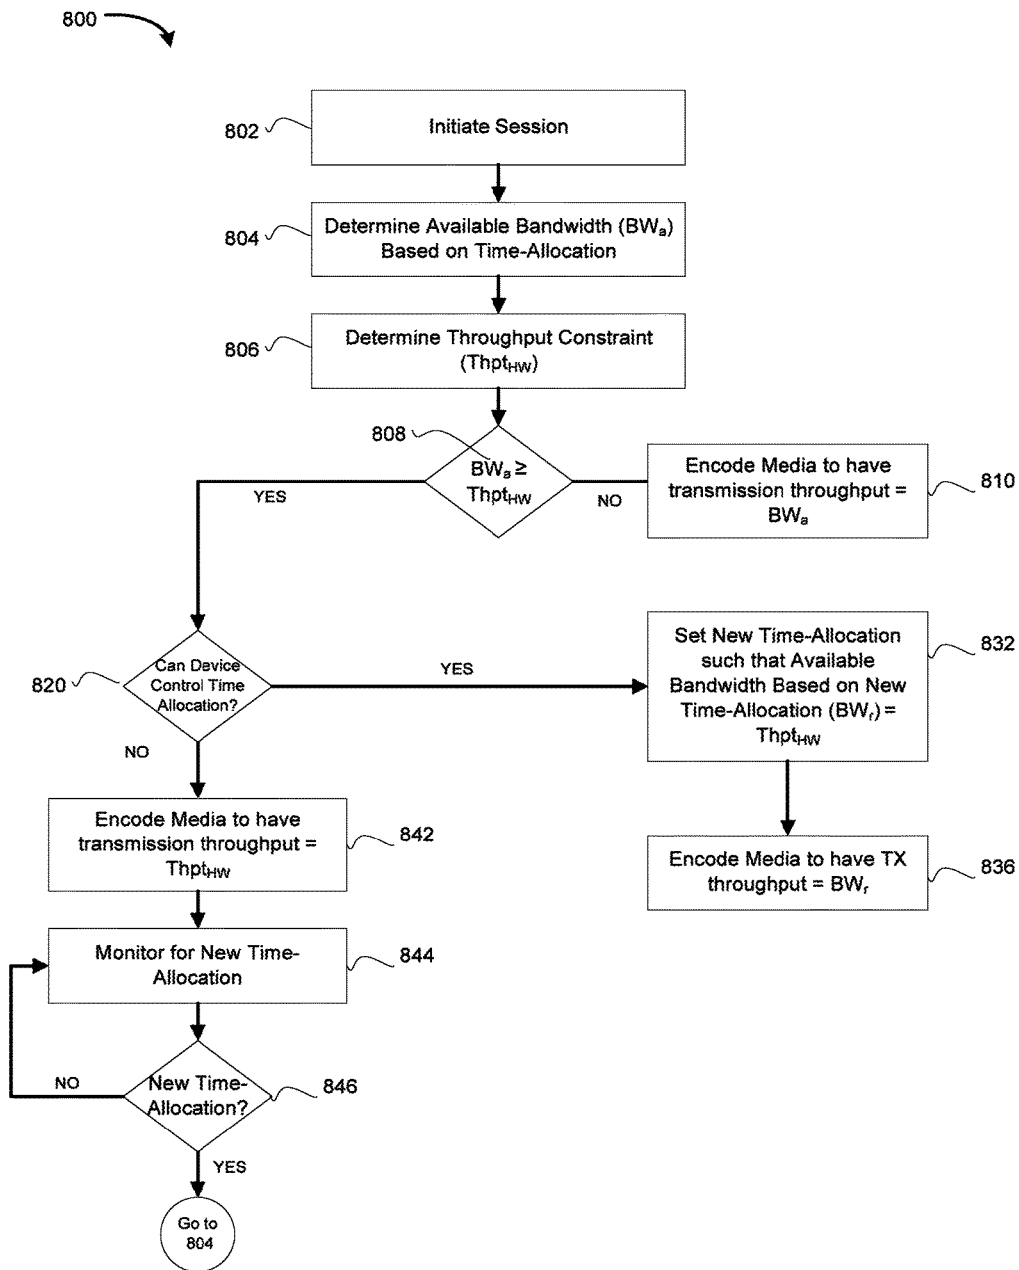 800
802
Initiate Session
804
Determine Available Bandwidth (BWa)
Based on Time-Allocation
806
Determine Throughput Constraint
(ThptHW)
808
BWa ≥
ThptHW
YES
NO
Encode Media to have
transmission throughput =
BWa
810
820
Can Device
Control Time
Allocation?
YES
NO
Set New Time-Allocation
such that Available
Bandwidth Based on New
Time-Allocation (BWr) =
ThptHW
832
Encode Media to have
transmission throughput =
ThptHW
842
Encode Media to have TX
throughput = BWr
836
Monitor for New Time-
Allocation
844
New Time-
Allocation?
846
NO
YES
Go to
804